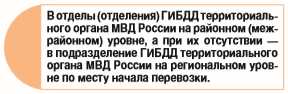 В отделы (отделения) ГИБДД территориаль-
ного органа МВД России на районном (меж-
районном) уровне, а при их отсутствии —
в подразделение ГИБДД территориального
органа МВД России на региональном уров-
не по месту начала перевозки.